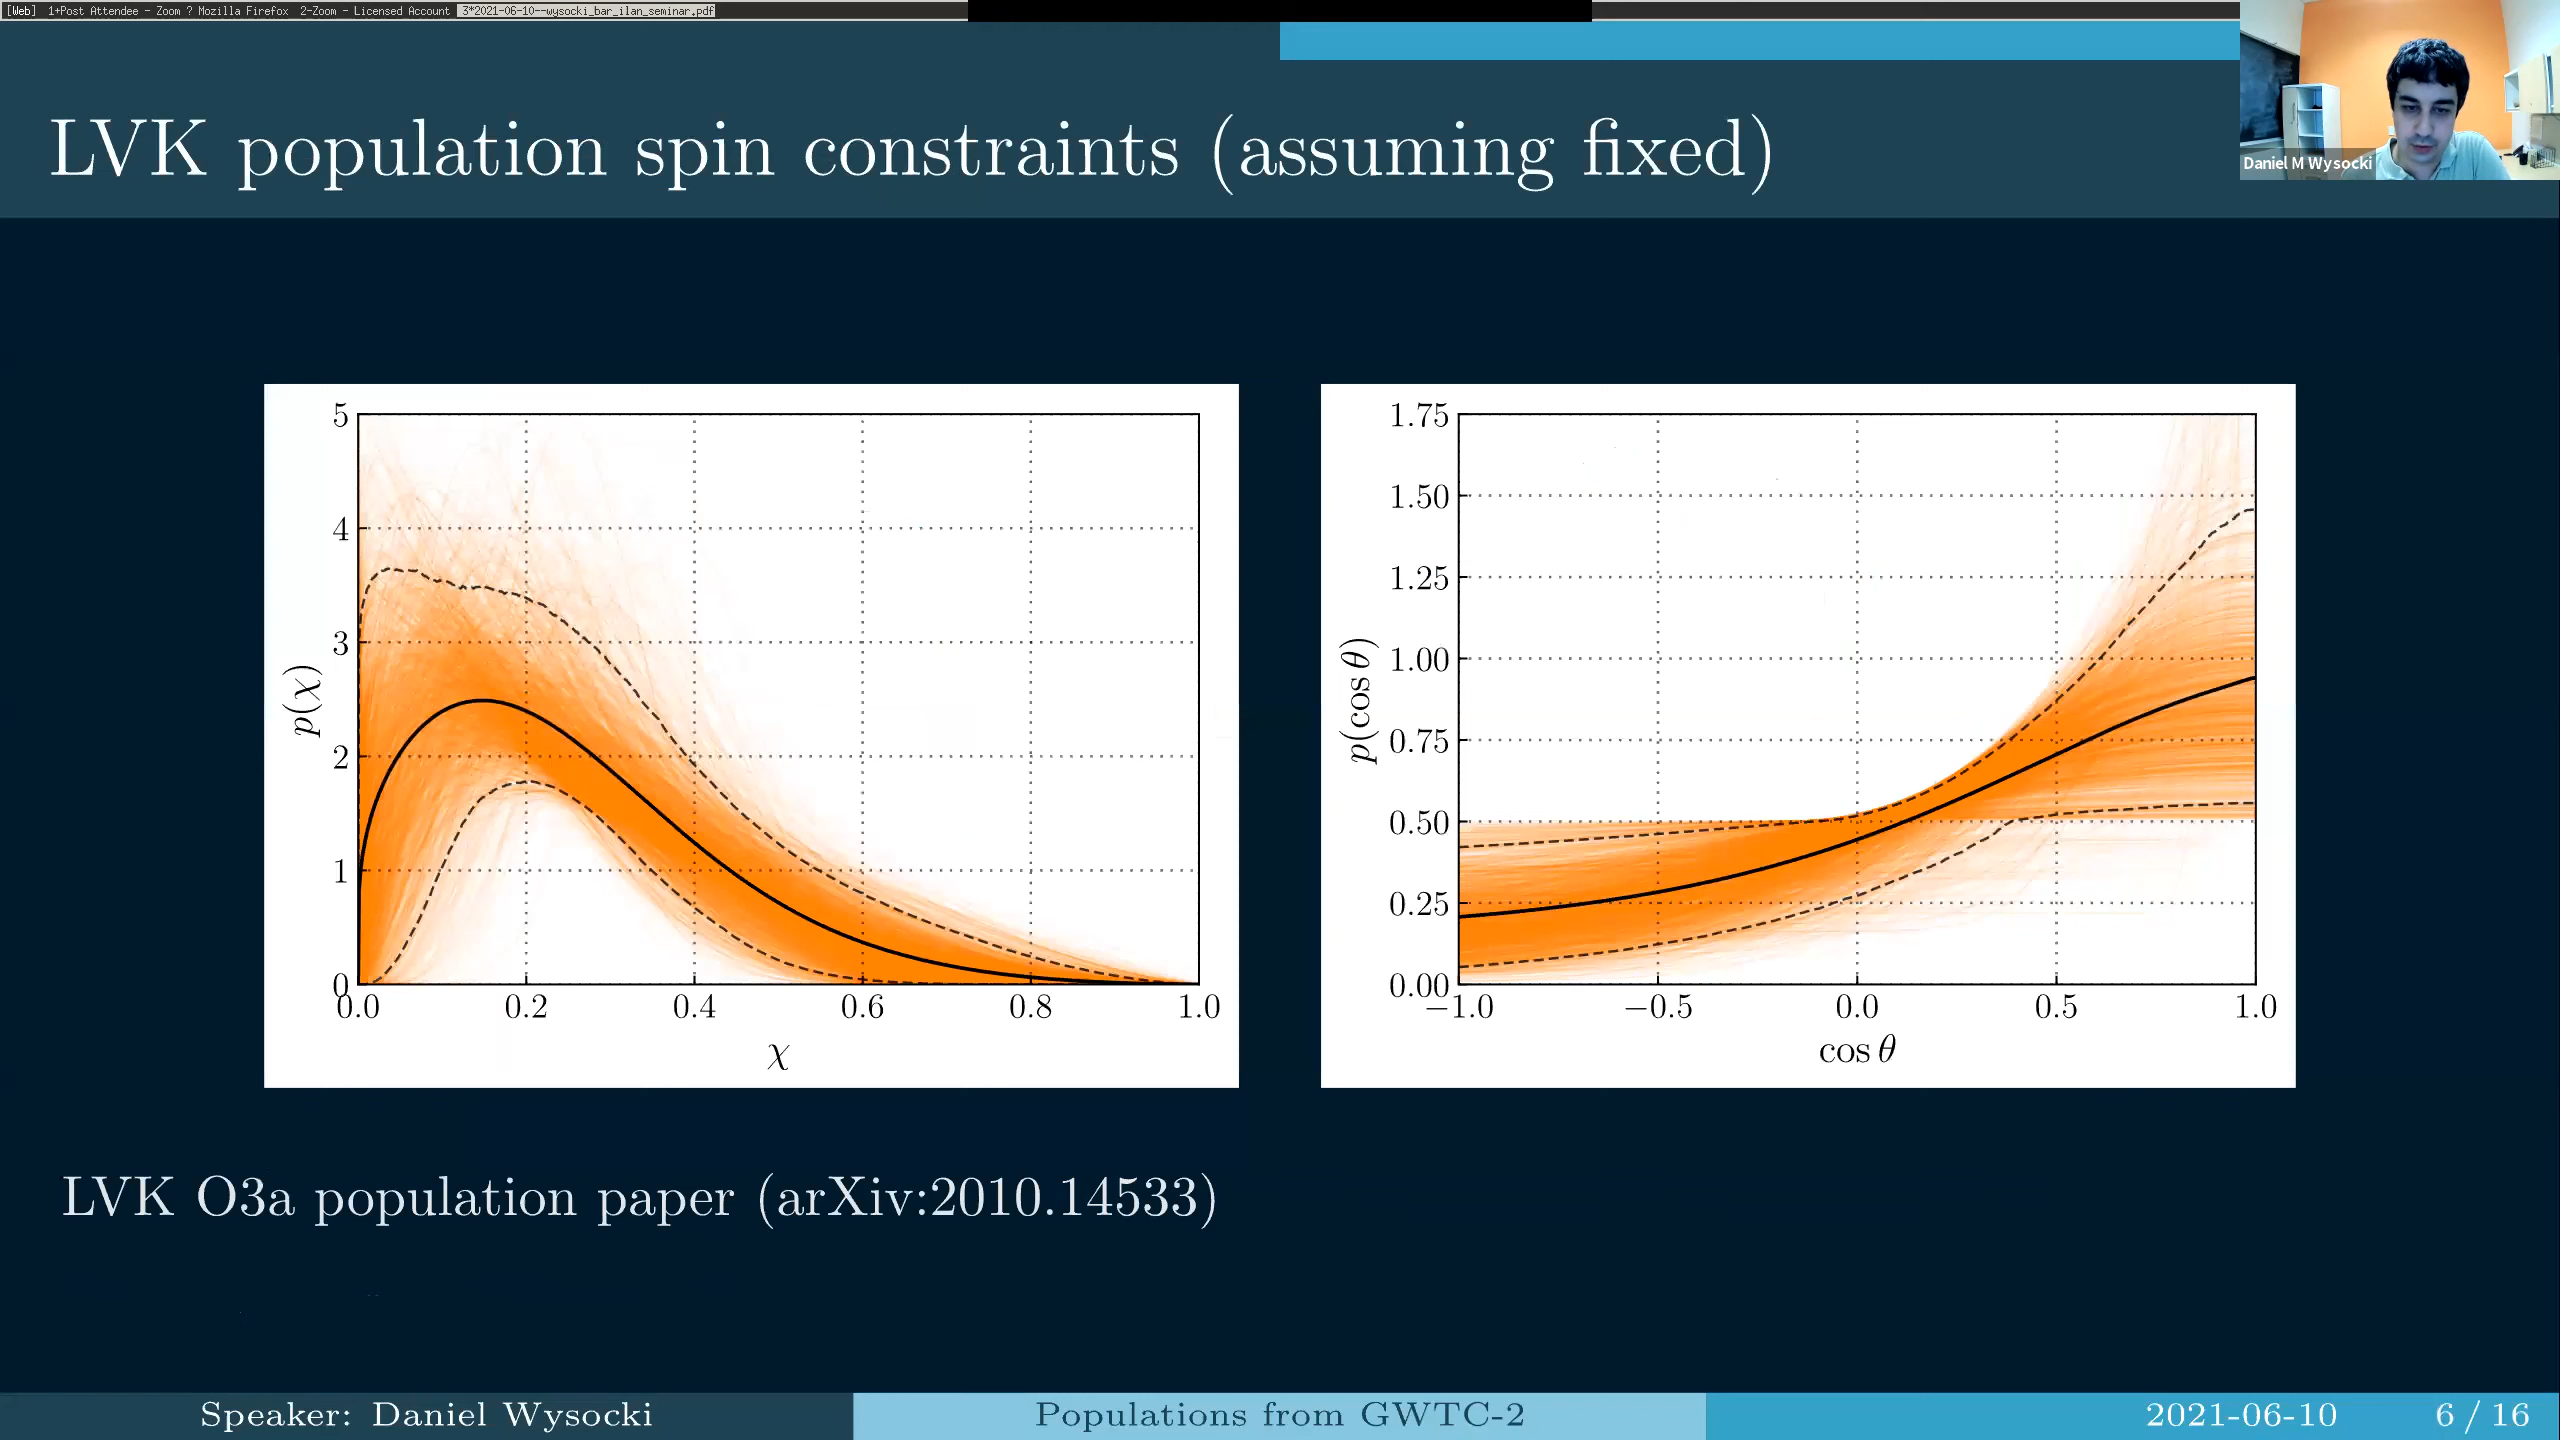 [Web] 1+Post Attendee - Zoom ? Mozilla Firefox 2-Zoom - Licensed Account 3*2021-06-10--wysocki_bar_ilan_seminar.pdf
LVK population spin constraints (assuming fixed)
Daniel M Wysocki
5
4
3
2
1
0
p(χ)
0.0 0.2 0.4 0.6 0.8 1.0
χ
1.75
1.50
1.25
1.00
0.75
0.50
0.25
0.00
p(cos θ)
−1.0 −0.5 0.0 0.5 1.0
cos θ
LVK O3a population paper (arXiv:2010.14533)
Speaker: Daniel Wysocki Populations from GWTC-2 2021-06-10 6 / 16